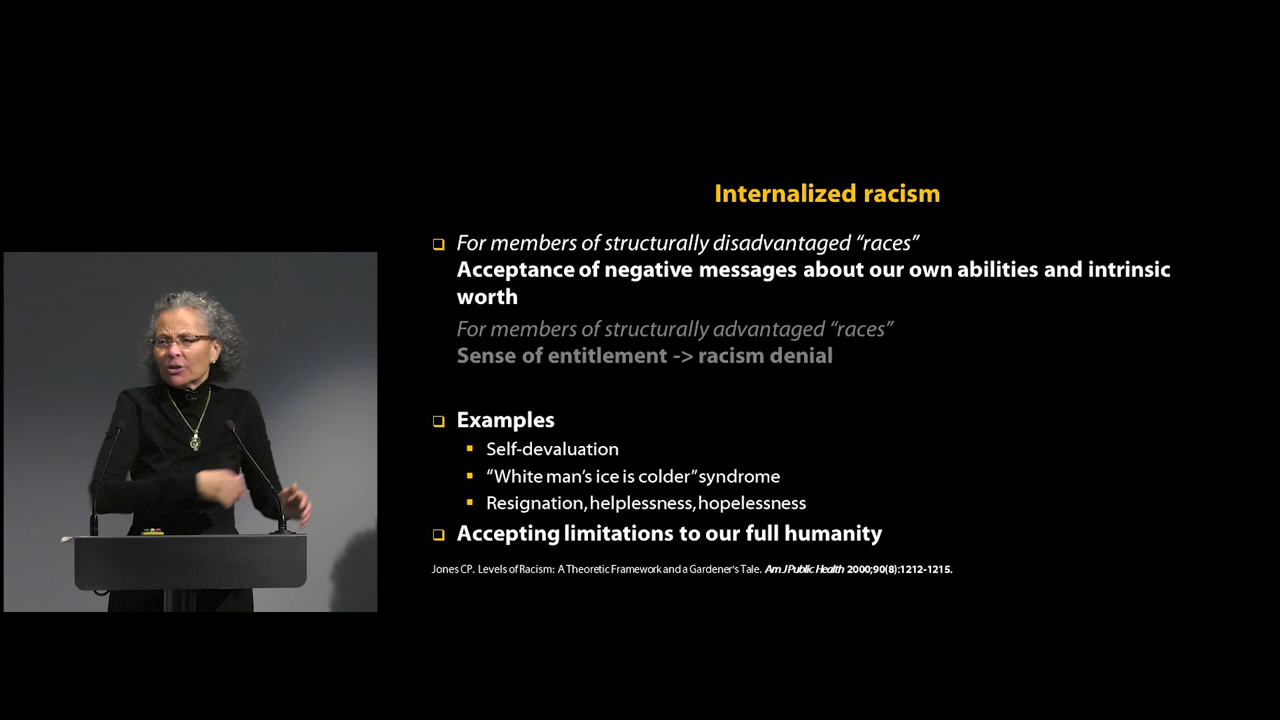 Internalized racism
❑ For members of structurally disadvantaged “races”
Acceptance of negative messages about our own abilities and intrinsic
worth
For members of structurally advantaged “races”
Sense of entitlement -> racism denial
❑ Examples
▪ Self-devaluation
▪ “White man’s ice is colder” syndrome
▪ Resignation, helplessness, hopelessness
❑ Accepting limitations to our full humanity
Jones CP. Levels of Racism: A Theoretic Framework and a Gardener’s Tale. Am J Public Health 2000;90(8):1212-1215.